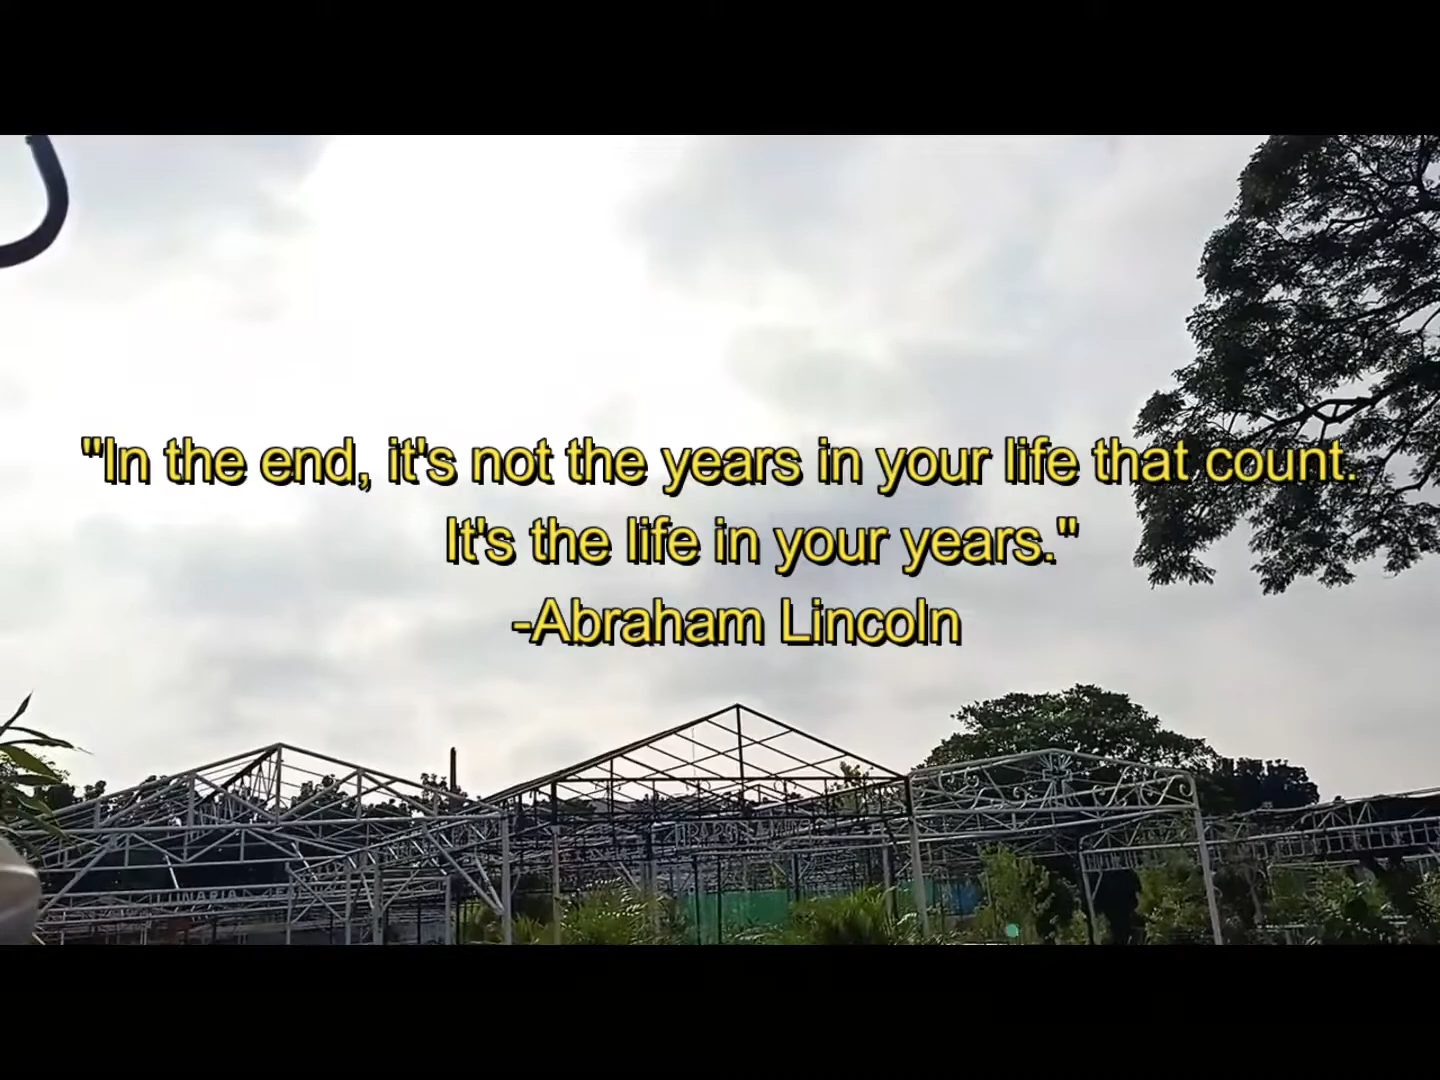 "In the end, it's not the years in your life that count.
It's the life in your years."
-Abraham Lincoln